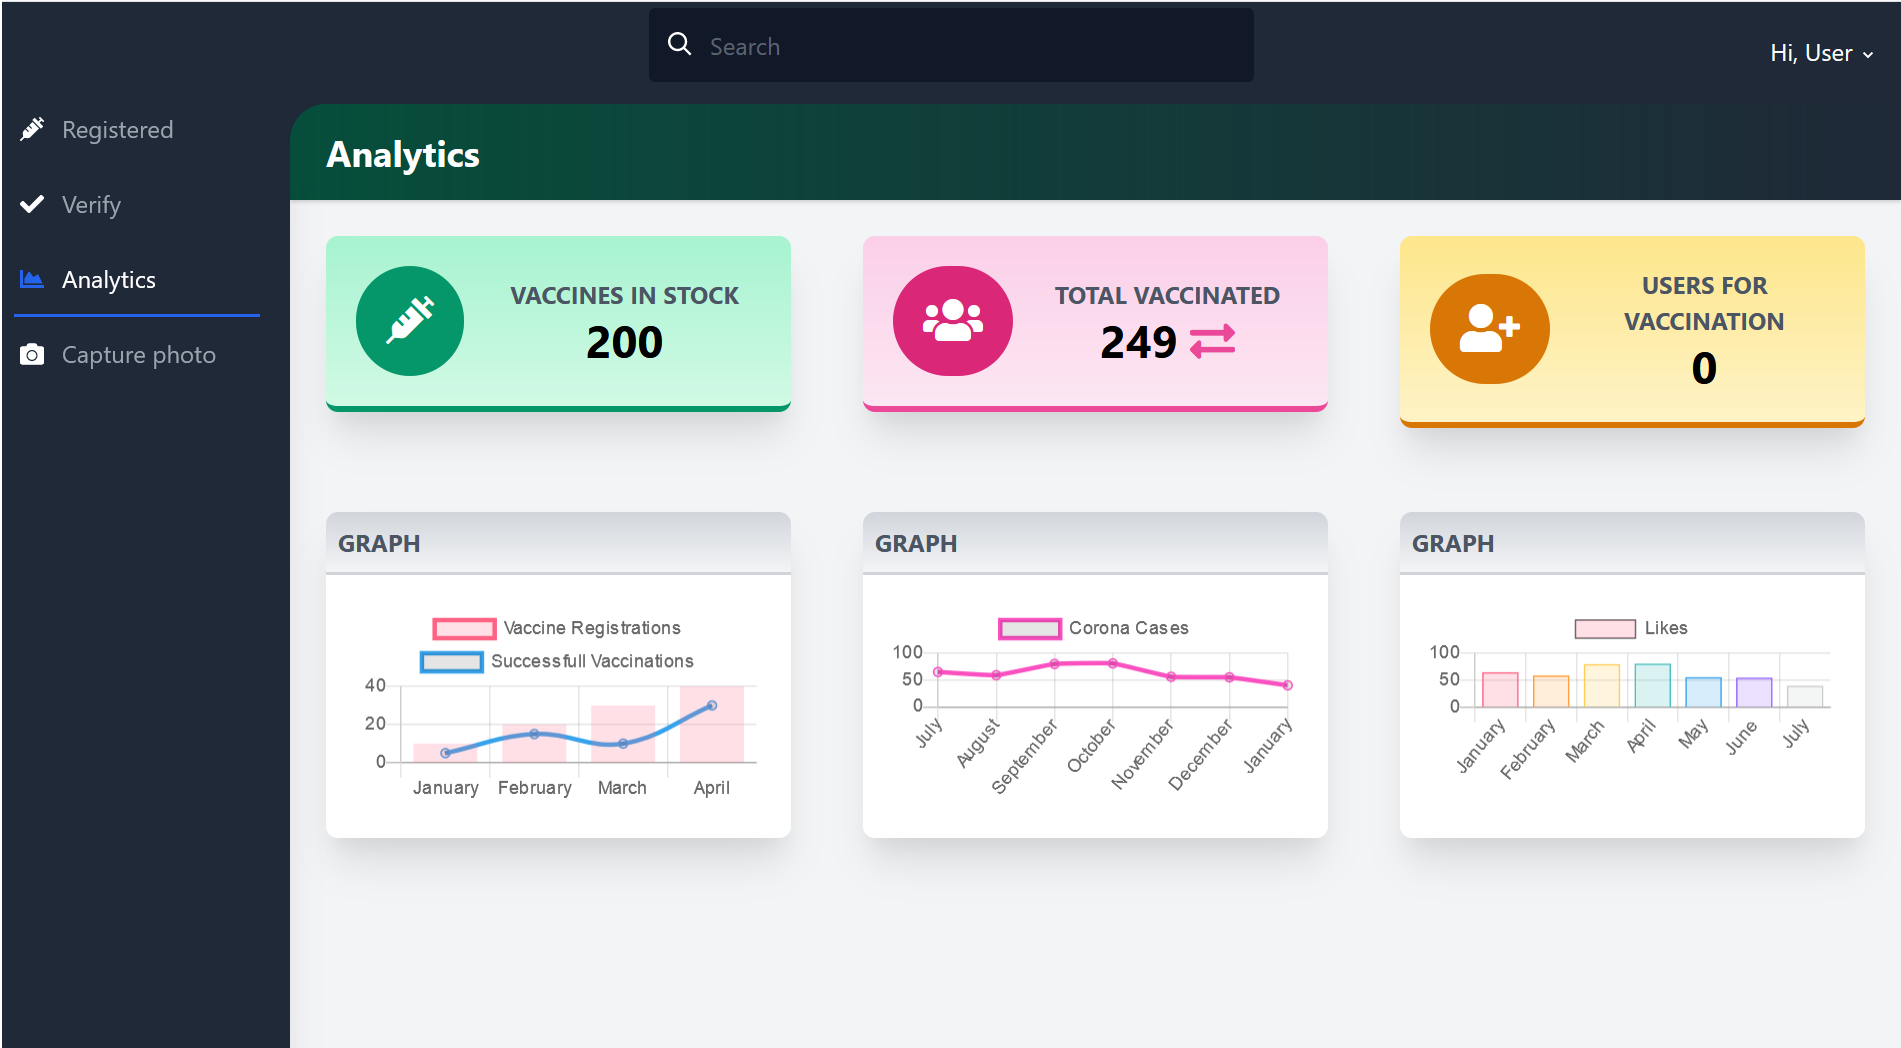 Search
Hi, User
Registered
Verify
Analytics
Capture photo
Analytics
VACCINES IN STOCK
200
TOTAL VACCINATED
249
USERS FOR
VACCINATION
0
GRAPH
Vaccine Registrations
Successfull Vaccinations
40
20
0
January February March April
GRAPH
Corona Cases
100
50
0
July August September October November December January
GRAPH
Likes
100
50
0
January February March April May June July